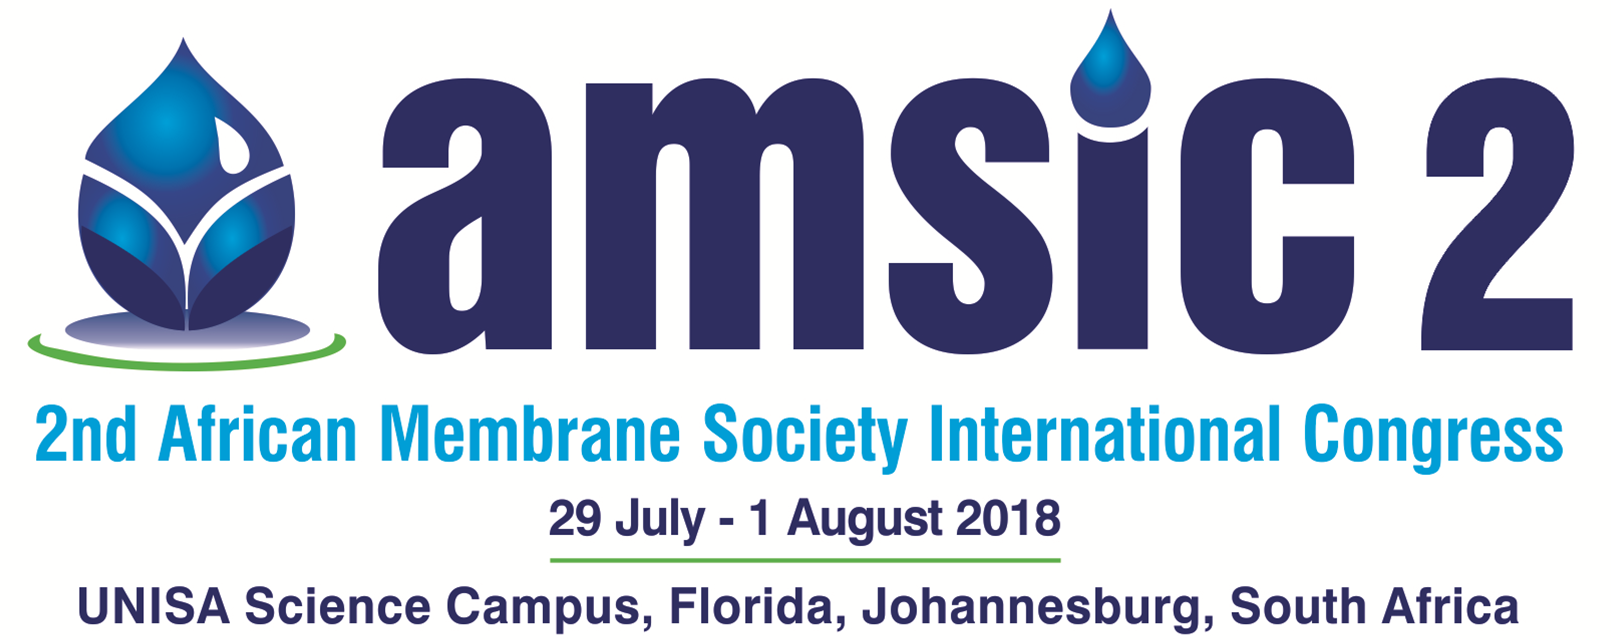 amsic 2
2nd African Membrane Society International Congress
29 July - 1 August 2018
UNISA Science Campus, Florida, Johannesburg, South Africa